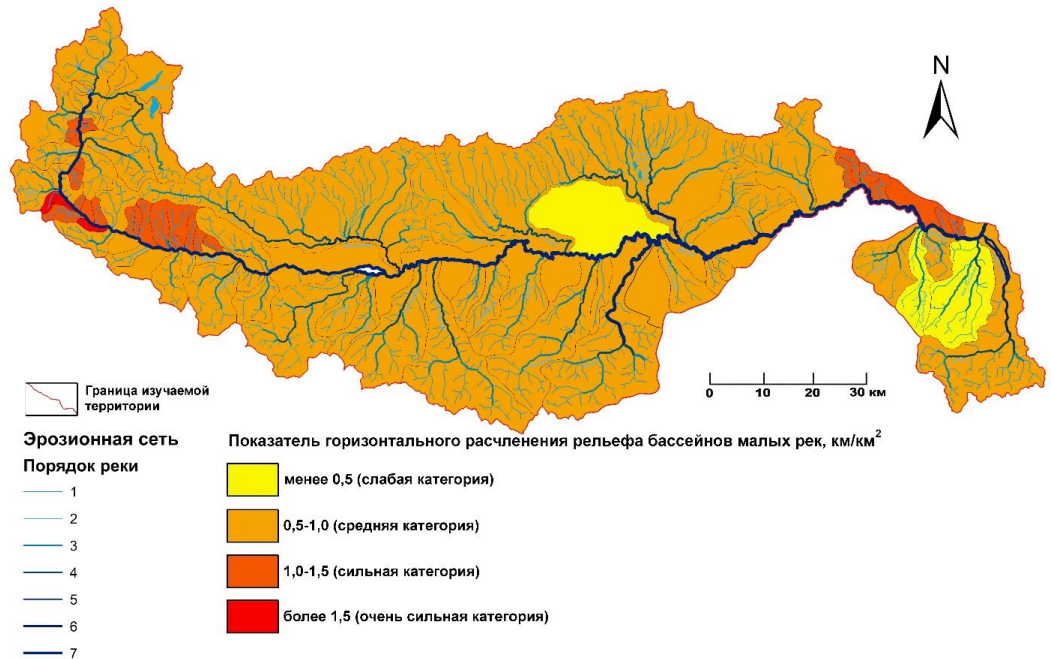 N
0 10 20 30 км
Граница изучаемой
территории
Эрозионная сеть
Порядок реки
1
2
3
4
5
6
7
Показатель горизонтального расчленения рельефа бассейнов малых рек, км/км²
менее 0,5 (слабая категория)
0,5-1,0 (средняя категория)
1,0-1,5 (сильная категория)
более 1,5 (очень сильная категория)